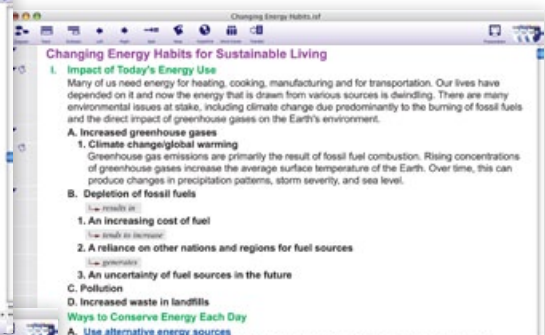 Changing Energy Habits.isf
Changing Energy Habits for Sustainable Living
I. Impact of Today's Energy Use
Many of us need energy for heating, cooking, manufacturing and for transportation. Our lives have
depended on it and now the energy that is drawn from various sources is dwindling. There are many
environmental issues at stake, including climate change due predominantly to the burning of fossil fuels
and the direct impact of greenhouse gases on the Earth's environment.
A. Increased greenhouse gases
1. Climate change/global warming
Greenhouse gas emissions are primarily the result of fossil fuel combustion. Rising concentrations
of greenhouse gases increase the average surface temperature of the Earth. Over time, this can
produce changes in precipitation patterns, storm severity, and sea level.
B. Depletion of fossil fuels
results in
1. An increasing cost of fuel
tends to increase
2. A reliance on other nations and regions for fuel sources
generates
3. An uncertainty of fuel sources in the future
C. Pollution
D. Increased waste in landfills
Ways to Conserve Energy Each Day
A. Use alternative energy sources